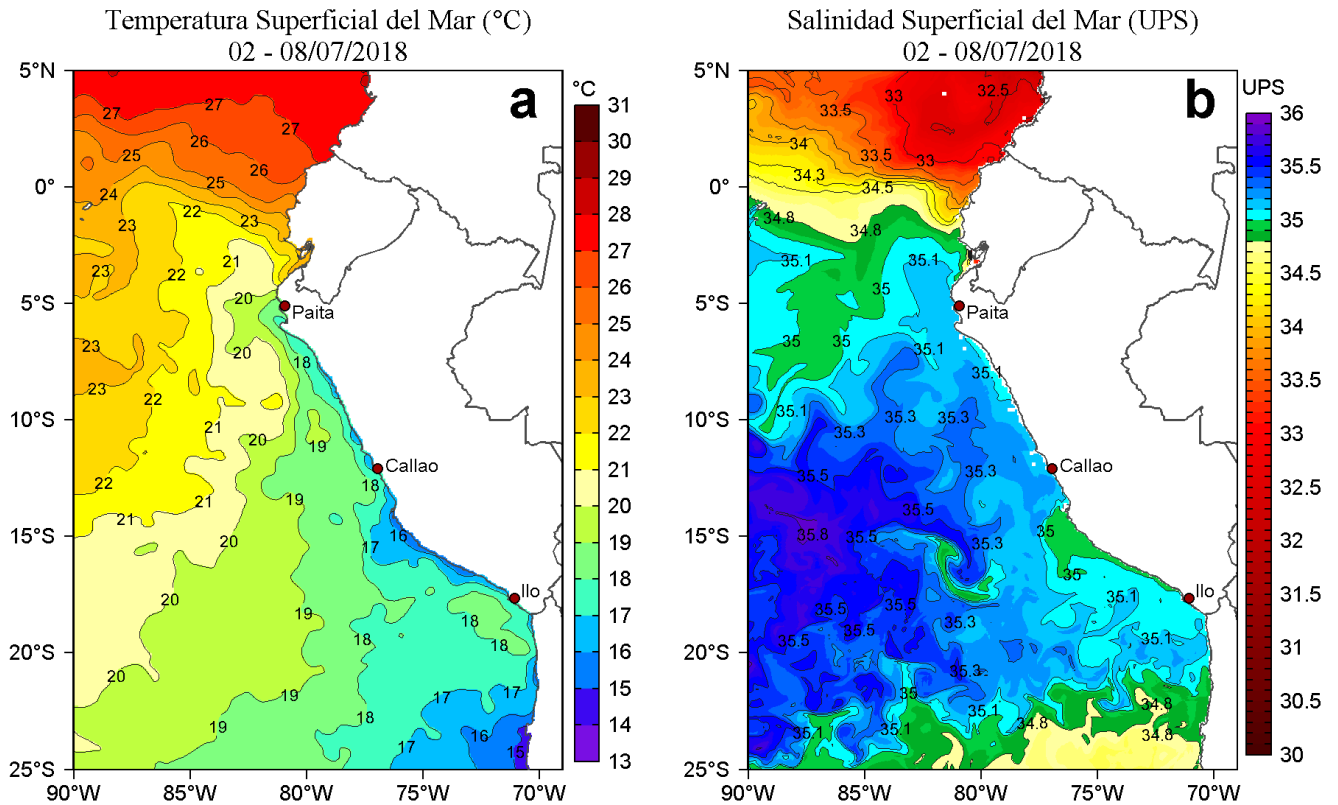 Temperatura Superficial del Mar (°C)
02 - 08/07/2018
a
°C
5°N
0°
5°S
10°S
15°S
20°S
25°S
90°W 85°W 80°W 75°W 70°W
31
30
29
28
27
26
25
24
23
22
21
20
19
18
17
16
15
14
13
27 27 27
26
25 26
24 25
23 22 23
23 22 21
20
Paita
23 20 18
23 22
21 20 19
Callao
22 21 19 18
21 20 17 16
Ilo
20 19 18 18 18
20 19 17 17
19 18
17 16 15
Salinidad Superficial del Mar (UPS)
02 - 08/07/2018
b
UPS
5°N
0°
5°S
10°S
15°S
20°S
25°S
90°W 85°W 80°W 75°W 70°W
36
35.5
35
34.5
34
33.5
33
32.5
32
31.5
31
30.5
30
33.5 33 32.5
34 33.5 33
34.3 34.5
34.8 34.8
35.1 35.1
35
Paita
35 35 35.1
35.1
35.1 35.3 35.3
35.3
Callao
35.5 35.3
35.5
35.8 35.5 35.3 35
35
Ilo
35.5 35.5 35.1
35.5 35.5 35.3 35.1
35.3
35 35.1 34.8
35.1 35.1 34.8 34.8